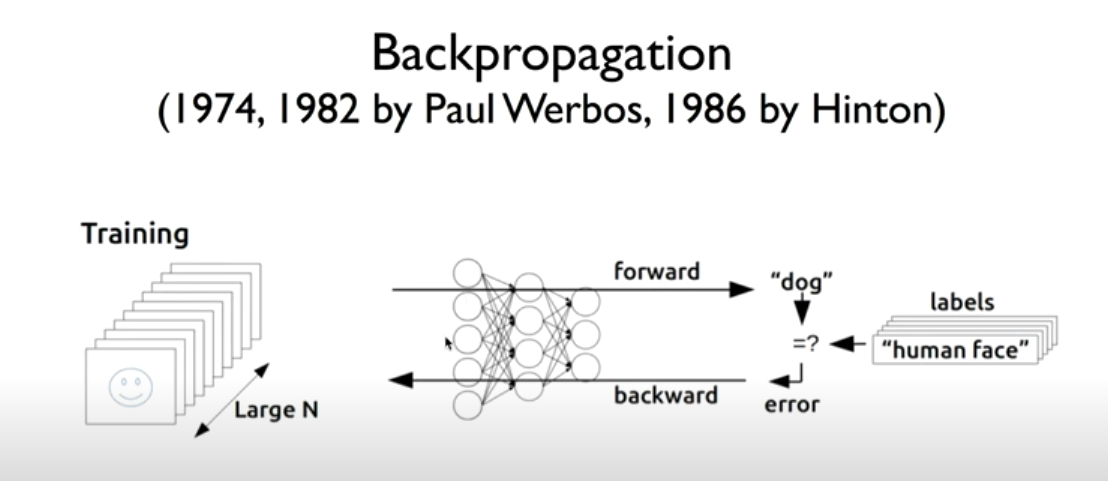 Backpropagation
(1974, 1982 by Paul Werbos, 1986 by Hinton)
Training
Large N
forward
backward
“dog”
=?
error
labels
“human face”